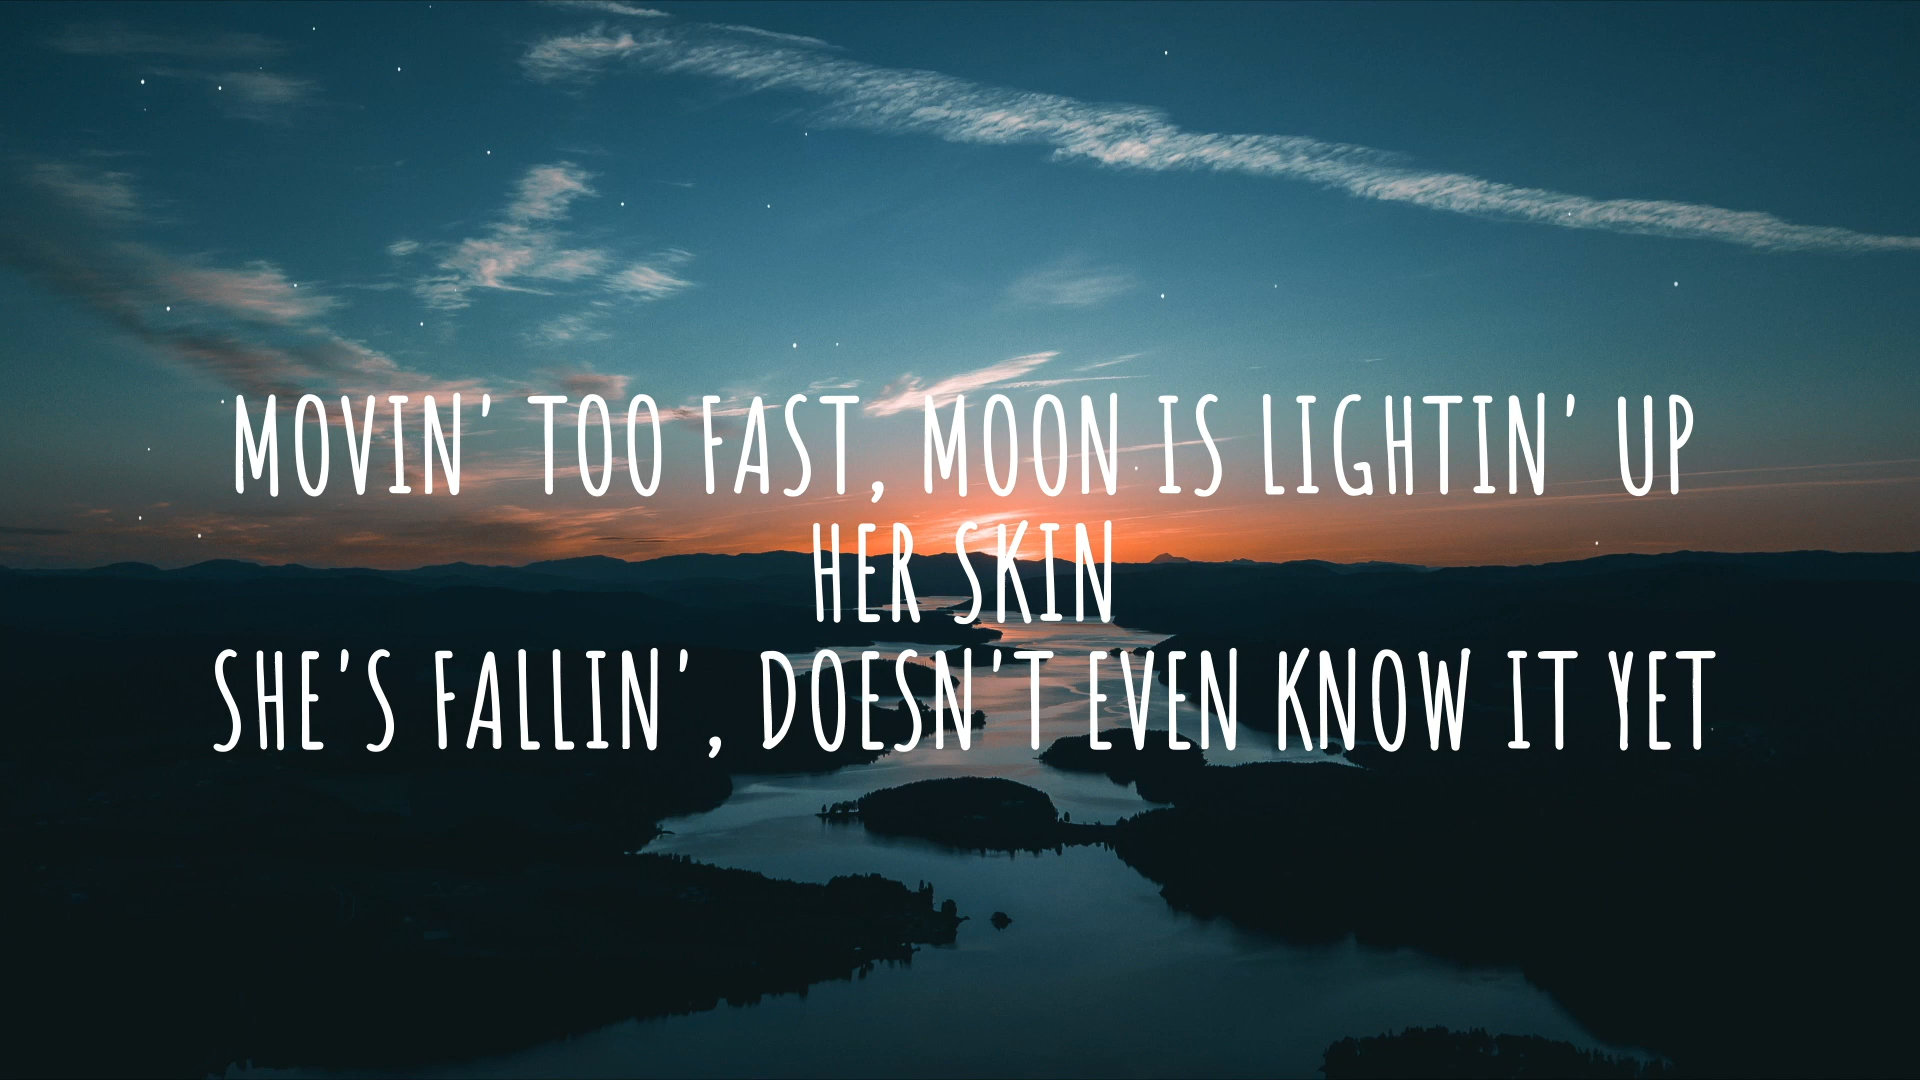 MOVIN' TOO FAST, MOON IS LIGHTIN' UP
HER SKIN
SHE'S FALLIN', DOESN'T EVEN KNOW IT YET